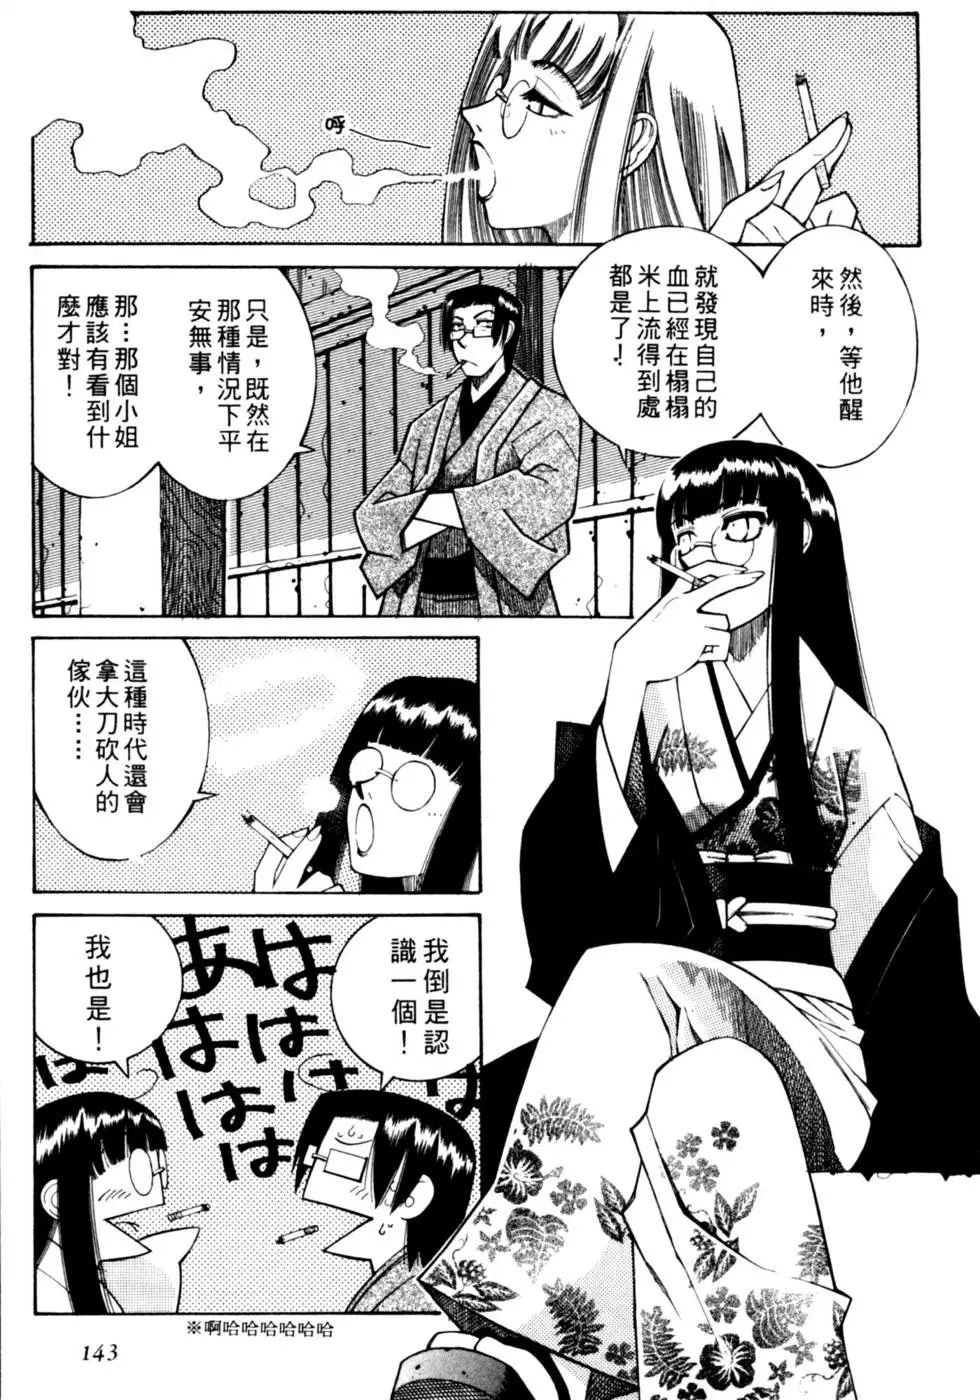 呼
然後，等他醒
來時，
就發現自己的
血已經在榻榻
米上流得到處
都是了！
只是，既然在
那種情況下平
安無事，
那…那個小姐
應該有看到什
麼才對！
這種時代還會
拿大刀砍人的
傢伙……
我倒是認
識一個！
我也是！
あはははははははは
※啊哈哈哈哈哈哈
143